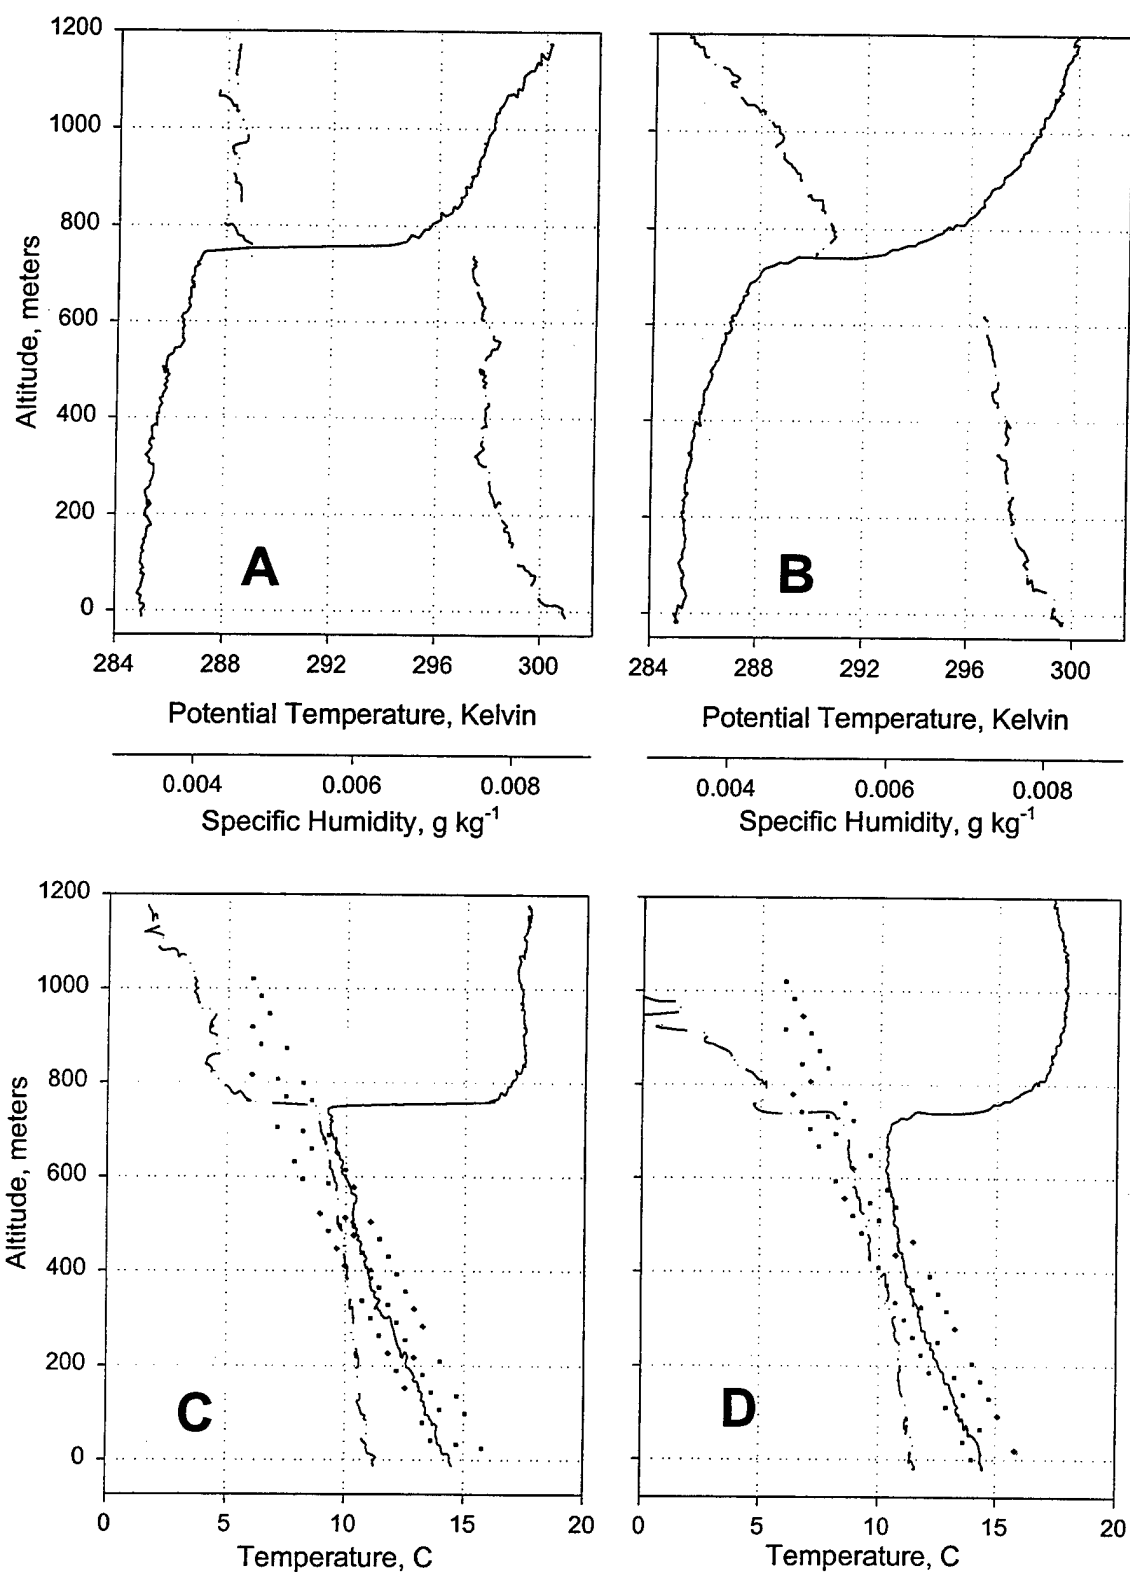 1200
1000
800
600
400
200
0
Altitude, meters
A
B
284 288 292 296 300
284 288 292 296 300
Potential Temperature, Kelvin
Potential Temperature, Kelvin
0.004 0.006 0.008
0.004 0.006 0.008
Specific Humidity, g kg⁻¹
Specific Humidity, g kg⁻¹
1200
1000
800
600
400
200
0
Altitude, meters
C
D
0 5 10 15 20
0 5 10 15 20
Temperature, C
Temperature, C